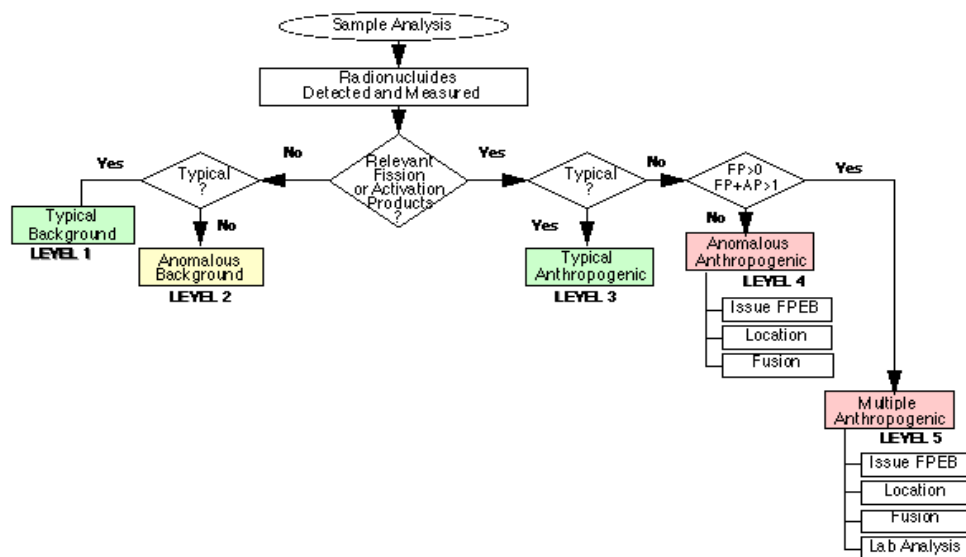 Sample Analysis
Radionucluides
Detected and Measured
Relevant
Fission
or Activation
Products
?
Yes
No
Yes
Typical
?
Typical
?
No
FP>0
FP+AP>1
Yes
No
Yes
No
Typical
Background
LEVEL 1
Anomalous
Background
LEVEL 2
Typical
Anthropogenic
LEVEL 3
Anomalous
Anthropogenic
LEVEL 4
Issue FPEB
Location
Fusion
Multiple
Anthropogenic
LEVEL 5
Issue FPEB
Location
Fusion
Lab Analysis